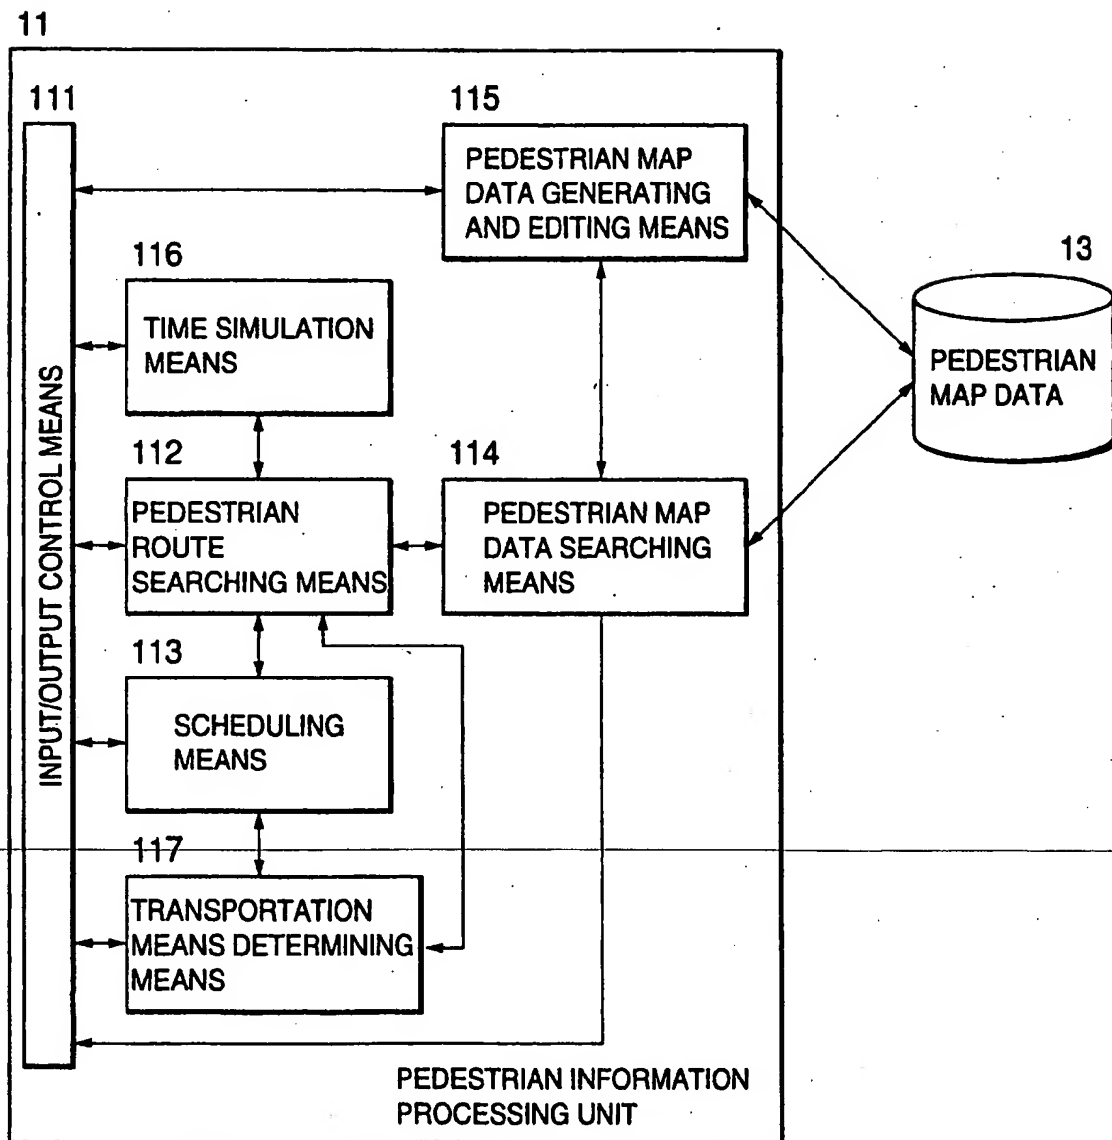 11
111
115
PEDESTRIAN MAP
DATA GENERATING
AND EDITING MEANS
13
PEDESTRIAN
MAP DATA
116
TIME SIMULATION
MEANS
INPUT/OUTPUT CONTROL MEANS
112
PEDESTRIAN
ROUTE
SEARCHING MEANS
114
PEDESTRIAN MAP
DATA SEARCHING
MEANS
113
SCHEDULING
MEANS
117
TRANSPORTATION
MEANS DETERMINING
MEANS
PEDESTRIAN INFORMATION
PROCESSING UNIT